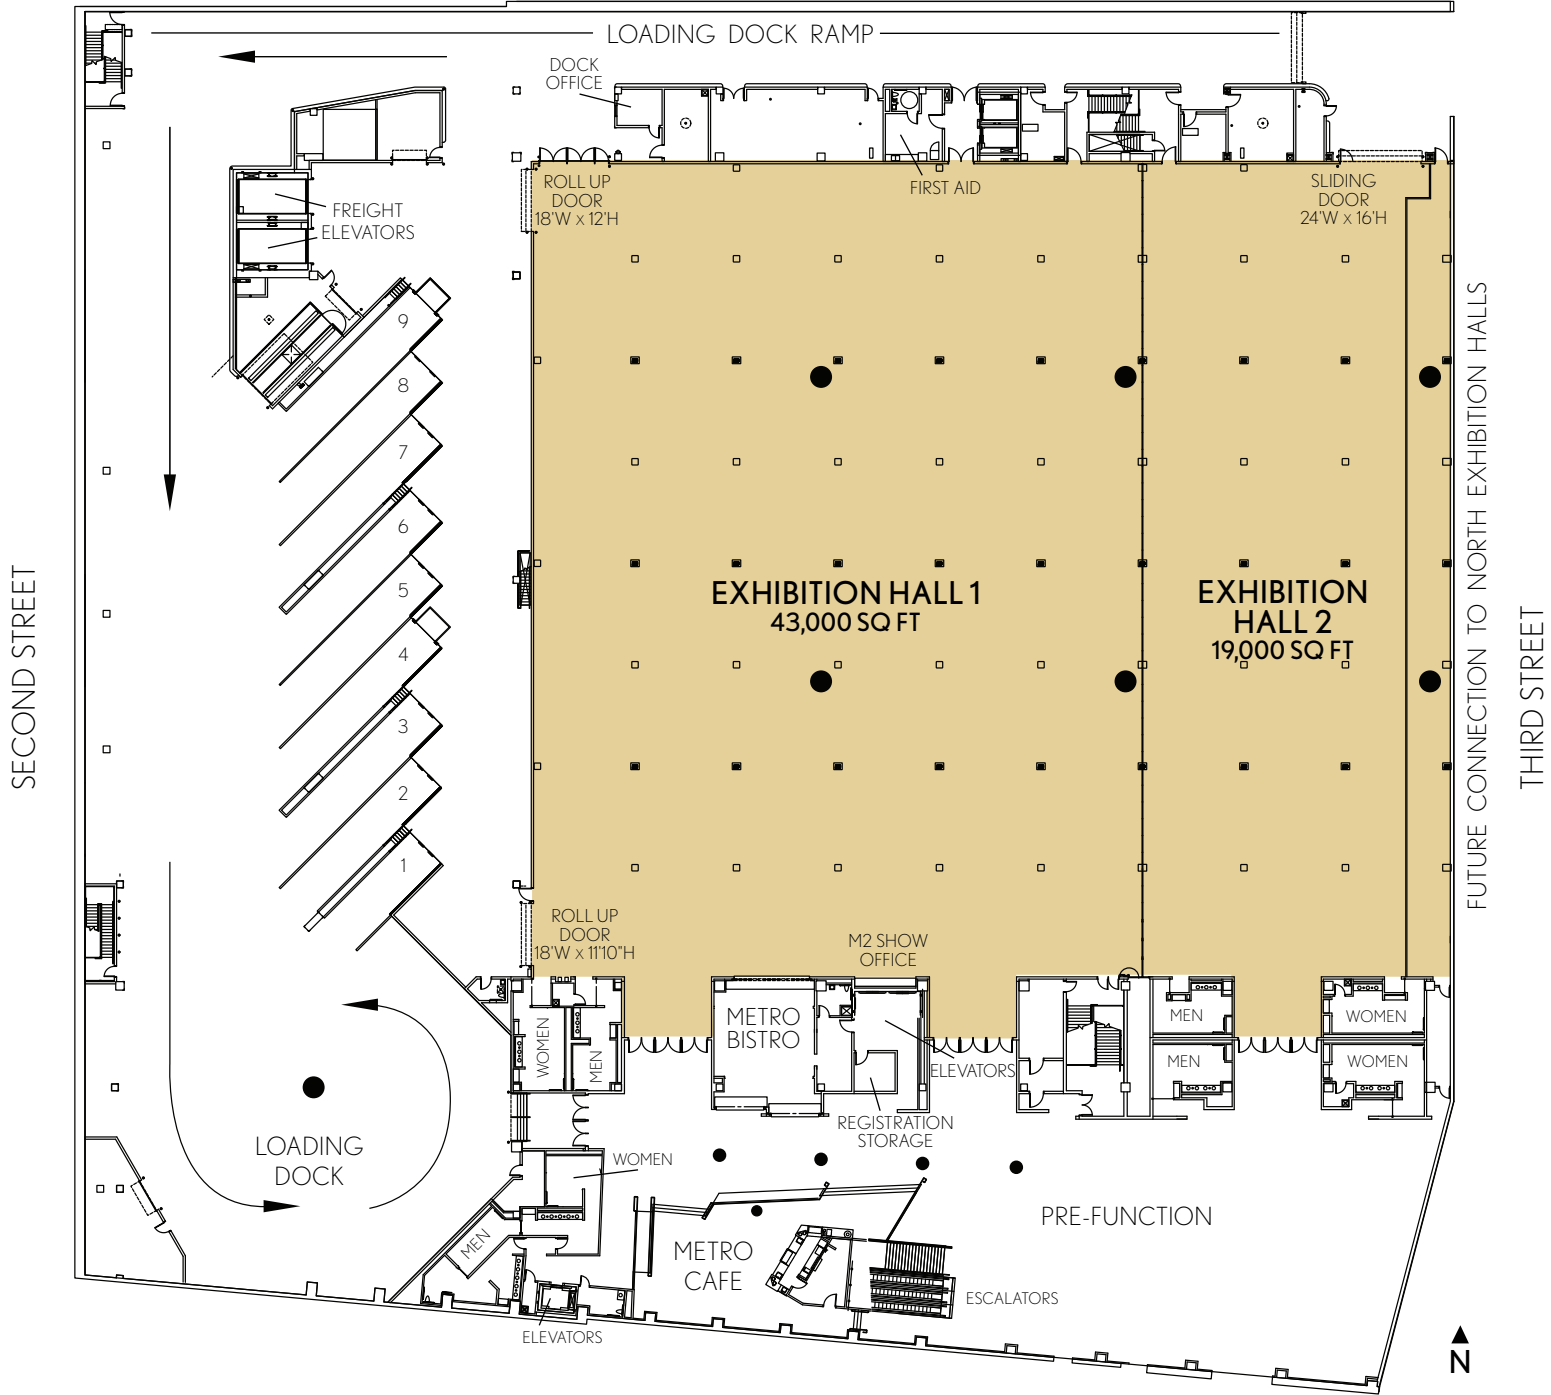 LOADING DOCK RAMP
DOCK
OFFICE
FIRST AID
ROLL UP
DOOR
18'W x 12'H
SLIDING
DOOR
24'W x 16'H
FREIGHT
ELEVATORS
9
8
7
6
5
4
3
2
1
SECOND STREET
EXHIBITION HALL 1
43,000 SQ FT
EXHIBITION
HALL 2
19,000 SQ FT
FUTURE CONNECTION TO NORTH EXHIBITION HALLS
THIRD STREET
ROLL UP
DOOR
18'W x 11'10"H
M2 SHOW
OFFICE
WOMEN
MEN
METRO
BISTRO
ELEVATORS
REGISTRATION
STORAGE
MEN
WOMEN
MEN
WOMEN
LOADING
DOCK
WOMEN
MEN
METRO
CAFE
PRE-FUNCTION
ESCALATORS
ELEVATORS
N